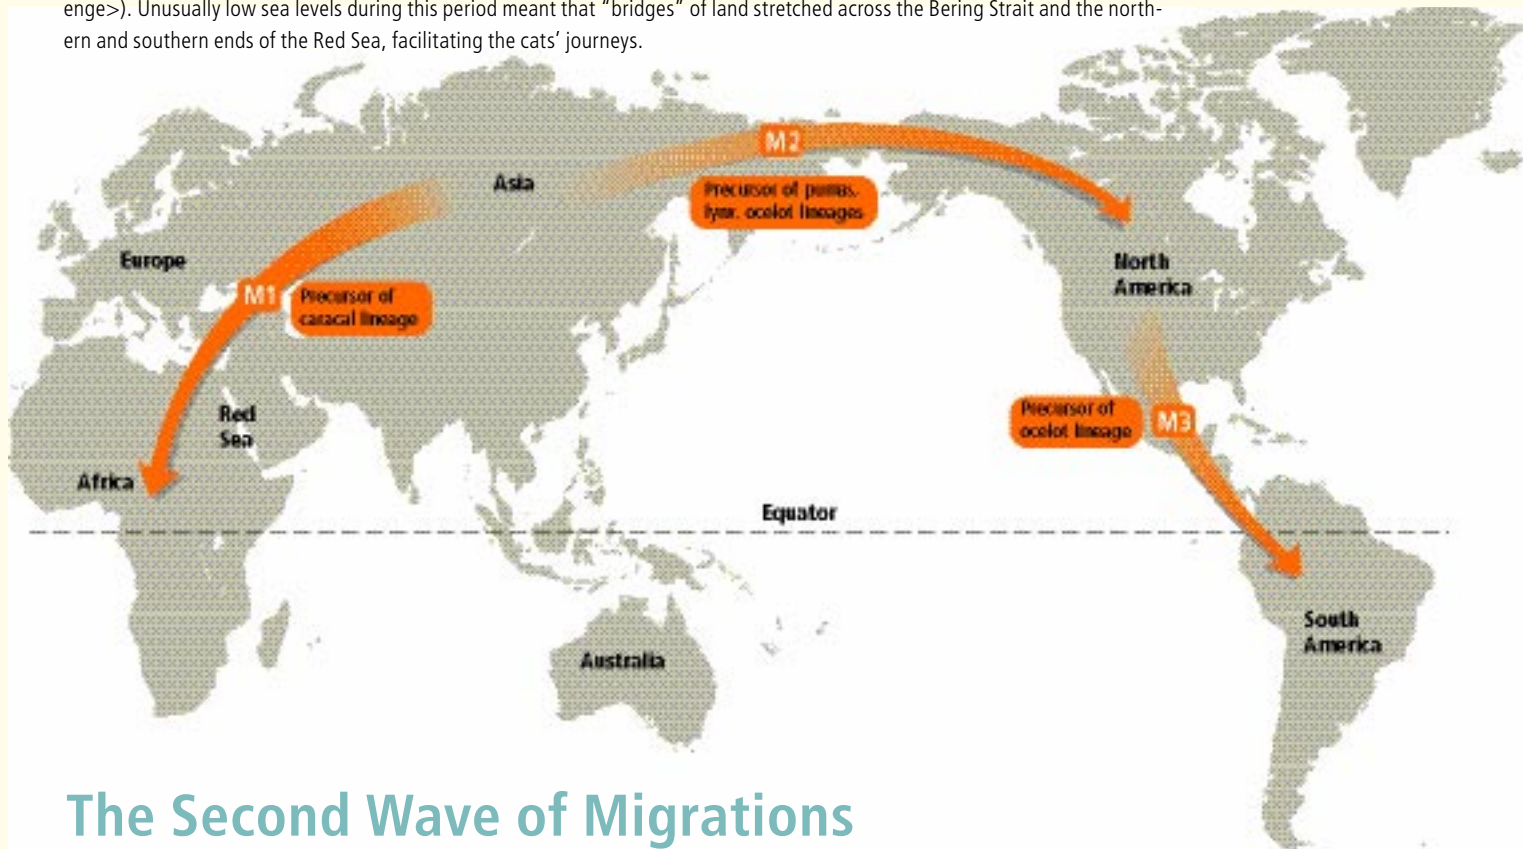 enge>). Unusually low sea levels during this period meant that “bridges” of land stretched across the Bering Strait and the north-
ern and southern ends of the Red Sea, facilitating the cats’ journeys.
M2
Asia
Precursor of pumas,
lynx, ocelot lineages
Europe
North
America
M1
Precursor of
caracal lineage
Red
Sea
Precursor of
ocelot lineage
M3
Africa
Equator
South
America
Australia
The Second Wave of Migrations